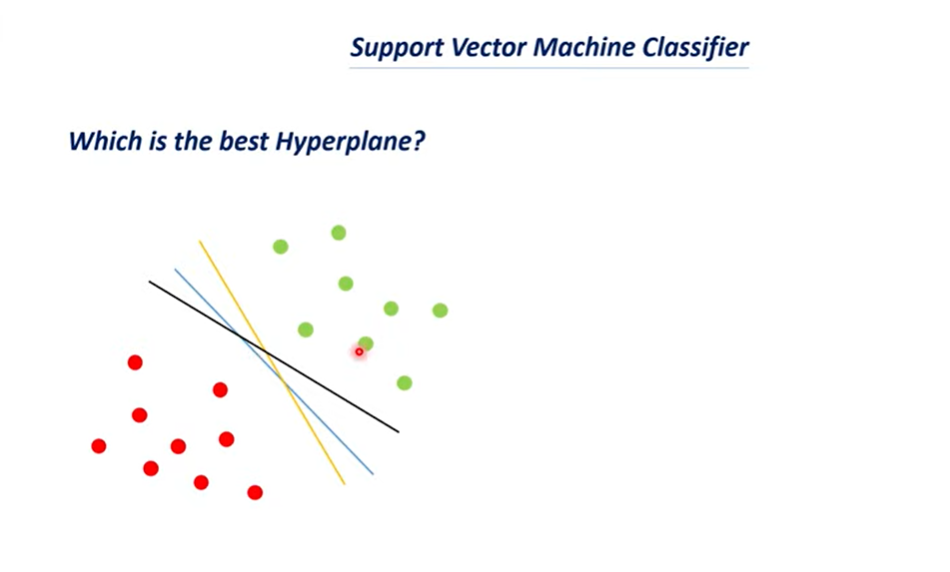 Support Vector Machine Classifier
Which is the best Hyperplane?